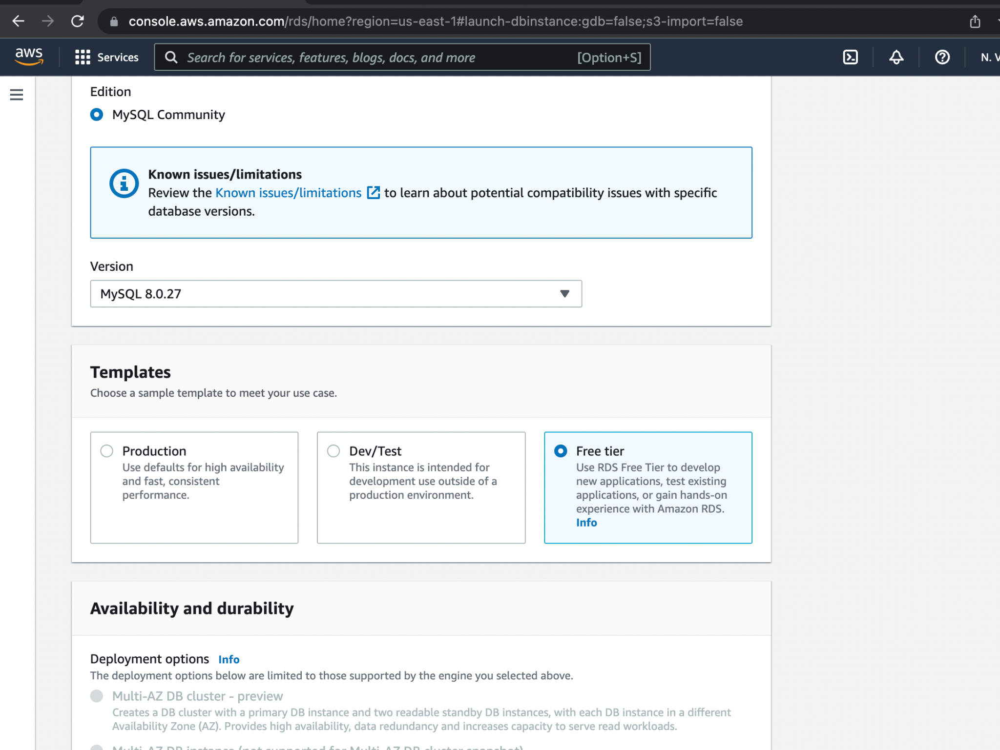 console.aws.amazon.com/rds/home?region=us-east-1#launch-dbinstance:gdb=false;s3-import=false
aws
Services
Search for services, features, blogs, docs, and more
[Option+S]
N. V
Edition
MySQL Community
Known issues/limitations
Review the Known issues/limitations to learn about potential compatibility issues with specific
database versions.
Version
MySQL 8.0.27
Templates
Choose a sample template to meet your use case.
Production
Use defaults for high availability
and fast, consistent
performance.
Dev/Test
This instance is intended for
development use outside of a
production environment.
Free tier
Use RDS Free Tier to develop
new applications, test existing
applications, or gain hands-on
experience with Amazon RDS.
Info
Availability and durability
Deployment options Info
The deployment options below are limited to those supported by the engine you selected above.
Multi-AZ DB cluster - preview
Creates a DB cluster with a primary DB instance and two readable standby DB instances, with each DB instance in a different
Availability Zone (AZ). Provides high availability, data redundancy and increases capacity to serve read workloads.
Multi-AZ DB instance (not supported for Multi-AZ DB cluster snapshot)